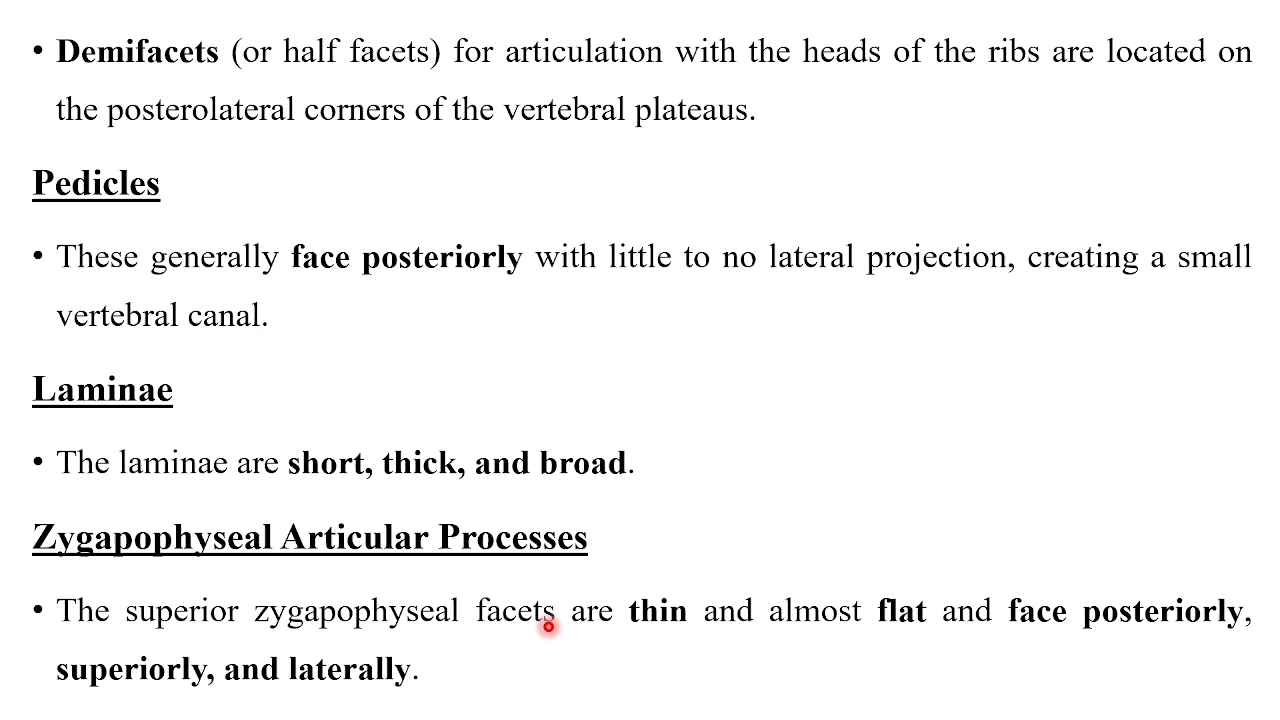 • Demifacets (or half facets) for articulation with the heads of the ribs are located on
the posterolateral corners of the vertebral plateaus.
Pedicles
• These generally face posteriorly with little to no lateral projection, creating a small
vertebral canal.
Laminae
• The laminae are short, thick, and broad.
Zygapophyseal Articular Processes
• The superior zygapophyseal facets are thin and almost flat and face posteriorly,
superiorly, and laterally.